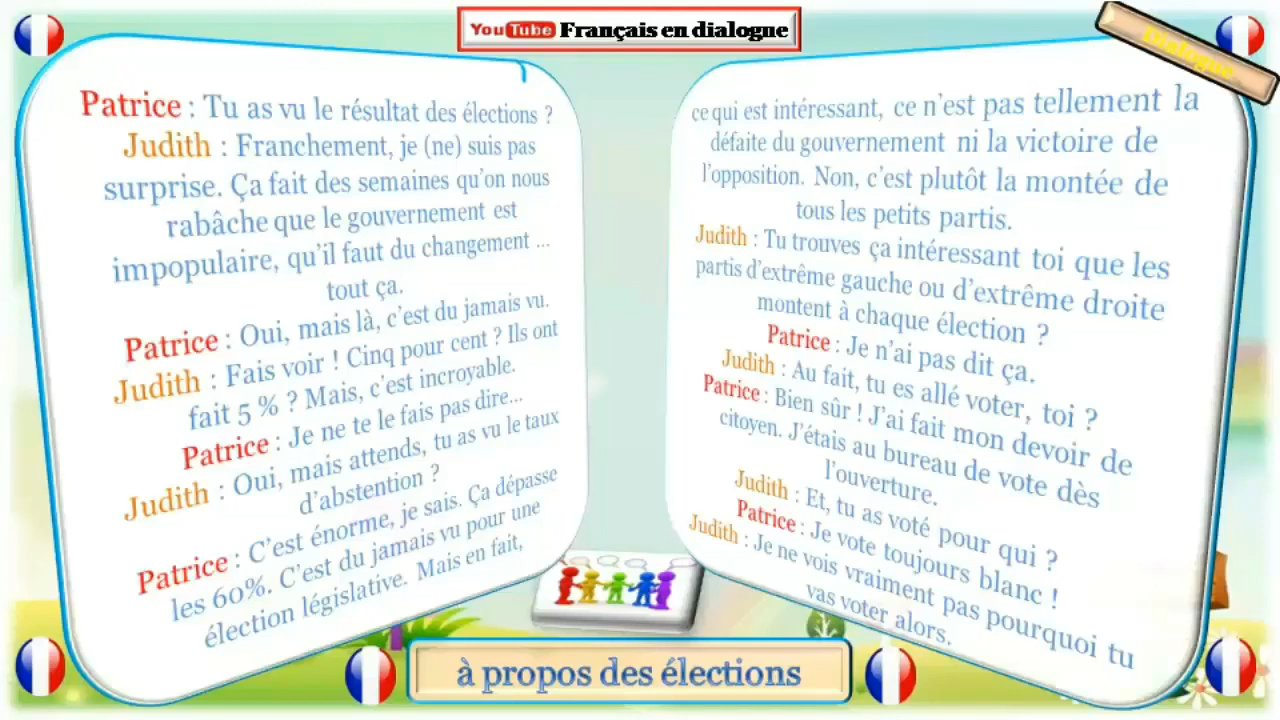 YouTube Français en dialogue
Dialogue
Patrice : Tu as vu le résultat des élections ?
Judith : Franchement, je (ne) suis pas
surprise. Ça fait des semaines qu'on nous
rabâche que le gouvernement est
impopulaire, qu'il faut du changement ...
tout ça.
Patrice : Oui, mais là, c'est du jamais vu.
Judith : Fais voir ! Cinq pour cent ? Ils ont
fait 5 % ? Mais, c'est incroyable.
Patrice : Je ne te le fais pas dire...
Judith : Oui, mais attends, tu as vu le taux
d'abstention ?
Patrice : C'est énorme, je sais. Ça dépasse
les 60%. C'est du jamais vu pour une
élection législative. Mais en fait,
ce qui est intéressant, ce n'est pas tellement la
défaite du gouvernement ni la victoire de
l'opposition. Non, c'est plutôt la montée de
tous les petits partis.
Judith : Tu trouves ça intéressant toi que les
partis d'extrême gauche ou d'extrême droite
montent à chaque élection ?
Patrice : Je n'ai pas dit ça.
Judith : Au fait, tu es allé voter, toi ?
Patrice : Bien sûr ! J'ai fait mon devoir de
citoyen. J'étais au bureau de vote dès
l'ouverture.
Judith : Et, tu as voté pour qui ?
Patrice : Je vote toujours blanc !
Judith : Je ne vois vraiment pas pourquoi tu
vas voter alors.
à propos des élections